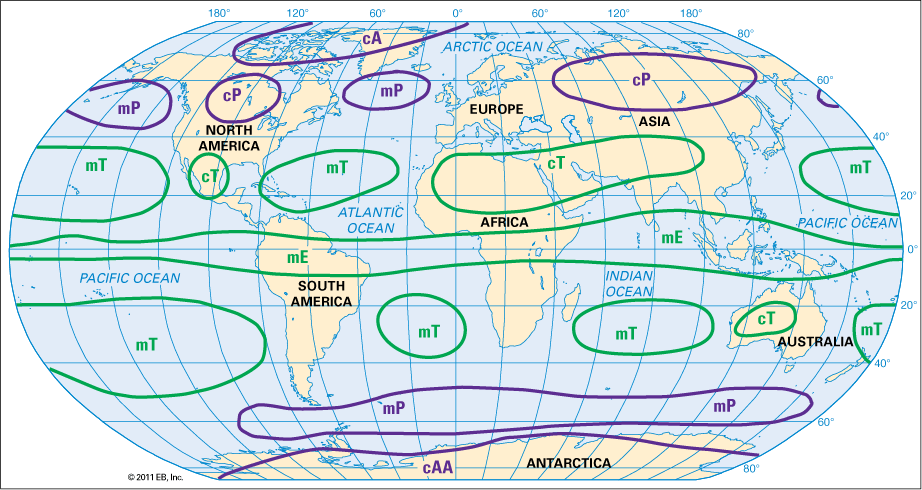 180° 120° 60° 0° 60° 120° 180°
80°
cA
ARCTIC OCEAN
60°
cP
mP
cP
mP
EUROPE
ASIA
NORTH
AMERICA
40°
mT
mT
cT
mT
cT
20°
ATLANTIC
OCEAN
AFRICA
PACIFIC OCEAN
mE
0°
mE
PACIFIC OCEAN
SOUTH
AMERICA
INDIAN
OCEAN
20°
cT
mT
mT
mT
mT
AUSTRALIA
40°
mP
mP
60°
cAA
ANTARCTICA
80°
© 2011 EB, Inc.